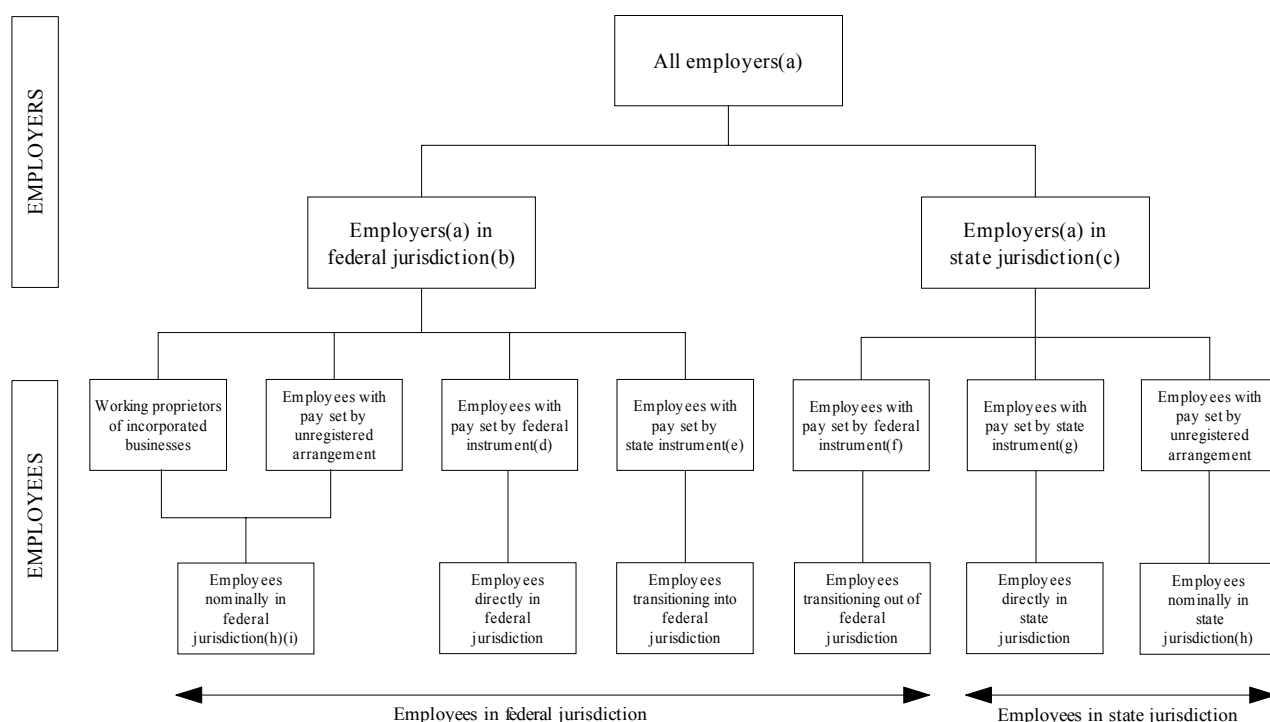 EMPLOYERS
All employers(a)
Employers(a) in
federal jurisdiction(b)
Employers(a) in
state jurisdiction(c)
EMPLOYEES
Working proprietors
of incorporated
businesses
Employees with
pay set by
unregistered
arrangement
Employees with
pay set by federal
instrument(d)
Employees with
pay set by
state instrument(e)
Employees with
pay set by federal
instrument(f)
Employees with
pay set by state
instrument(g)
Employees with
pay set by
unregistered
arrangement
Employees
nominally in
federal
jurisdiction(h)(i)
Employees
directly in
federal
jurisdiction
Employees
transitioning into
federal
jurisdiction
Employees
transitioning out of
federal
jurisdiction
Employees
directly in
state
jurisdiction
Employees
nominally in
state
jurisdiction(h)
Employees in federal jurisdiction
Employees in state jurisdiction